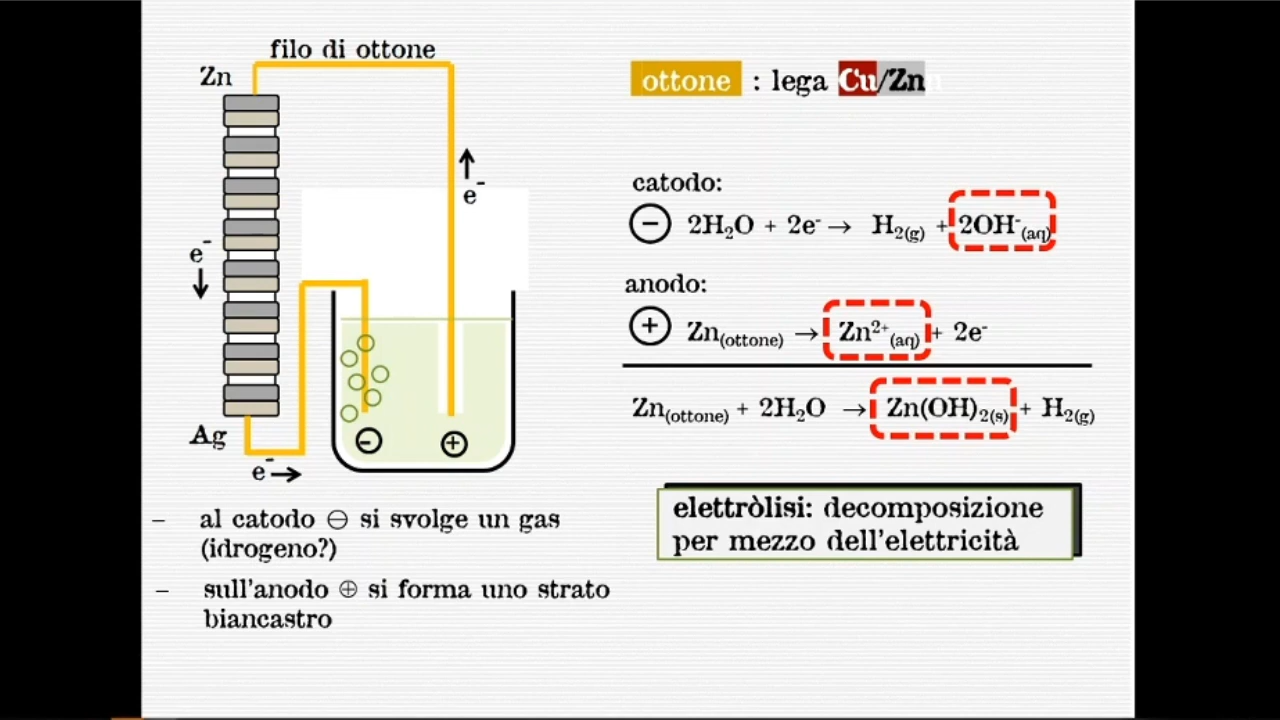 filo di ottone
Zn
e⁻
e⁻
Ag
e⁻
− +
– al catodo ⊖ si svolge un gas
(idrogeno?)
– sull'anodo ⊕ si forma uno strato
biancastro
ottone : lega Cu/Zn
catodo:
− 2H₂O + 2e⁻ → H₂(g) + 2OH⁻(aq)
anodo:
+ Zn(ottone) → Zn²⁺(aq) + 2e⁻
Zn(ottone) + 2H₂O → Zn(OH)₂(s) + H₂(g)
elettròlisi: decomposizione
per mezzo dell'elettricità